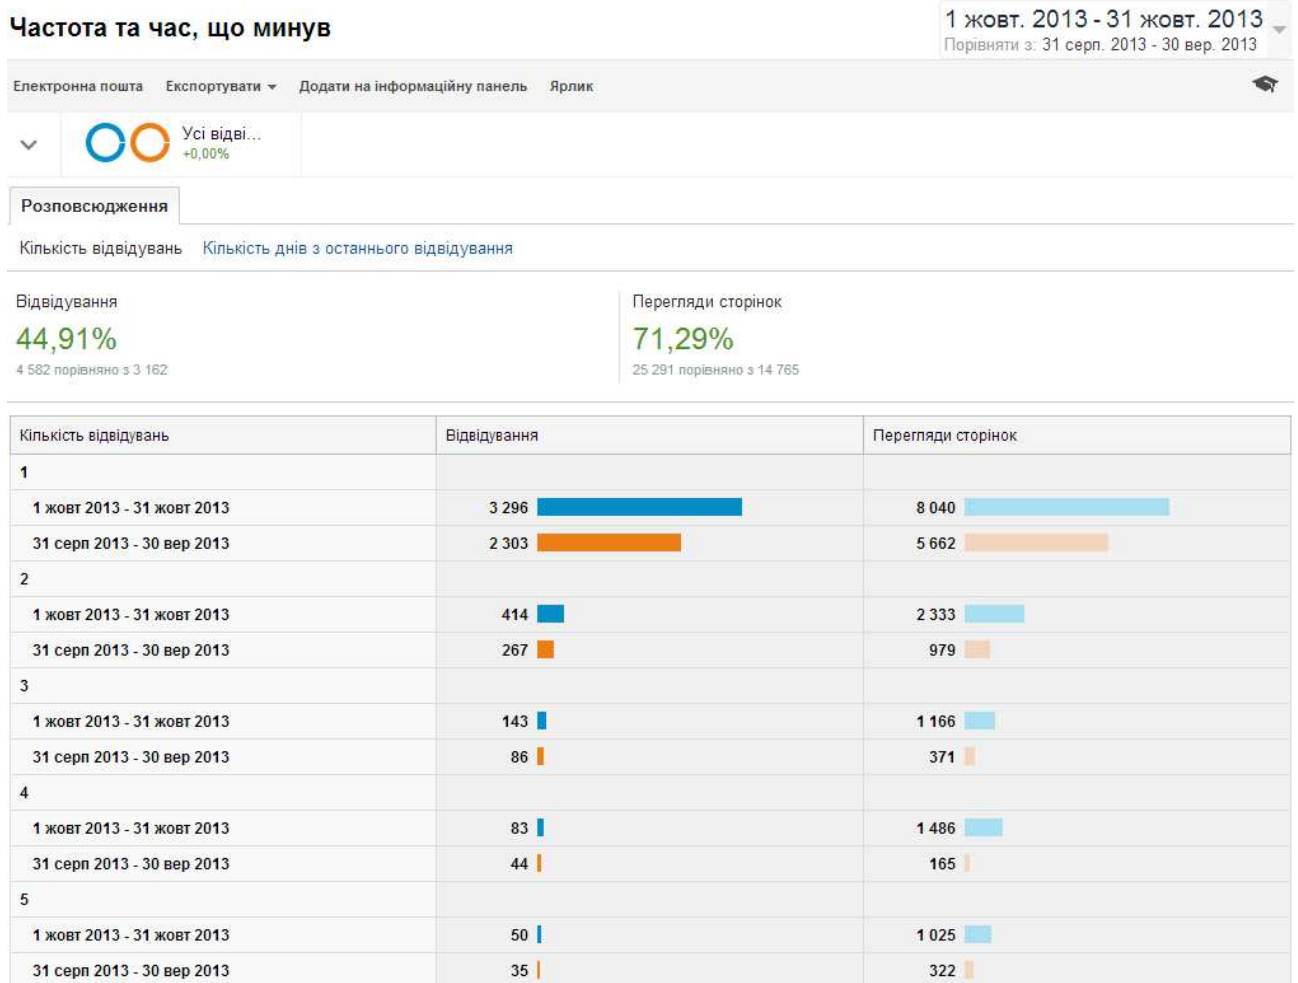 Частота та час, що минув
1 жовт. 2013 - 31 жовт. 2013
Порівняти з: 31 серп. 2013 - 30 вер. 2013
Електронна пошта Експортувати Додати на інформаційну панель Ярлик
Усі відві...
+0,00%
Розповсюдження
Кількість відвідувань Кількість днів з останнього відвідування
Відвідування Перегляди сторінок
44,91% 71,29%
4 582 порівняно з 3 162 25 291 порівняно з 14 765
Кількість відвідувань Відвідування Перегляди сторінок
1
1 жовт 2013 - 31 жовт 2013 3 296 8 040
31 серп 2013 - 30 вер 2013 2 303 5 662
2
1 жовт 2013 - 31 жовт 2013 414 2 333
31 серп 2013 - 30 вер 2013 267 979
3
1 жовт 2013 - 31 жовт 2013 143 1 166
31 серп 2013 - 30 вер 2013 86 371
4
1 жовт 2013 - 31 жовт 2013 83 1 486
31 серп 2013 - 30 вер 2013 44 165
5
1 жовт 2013 - 31 жовт 2013 50 1 025
31 серп 2013 - 30 вер 2013 35 322